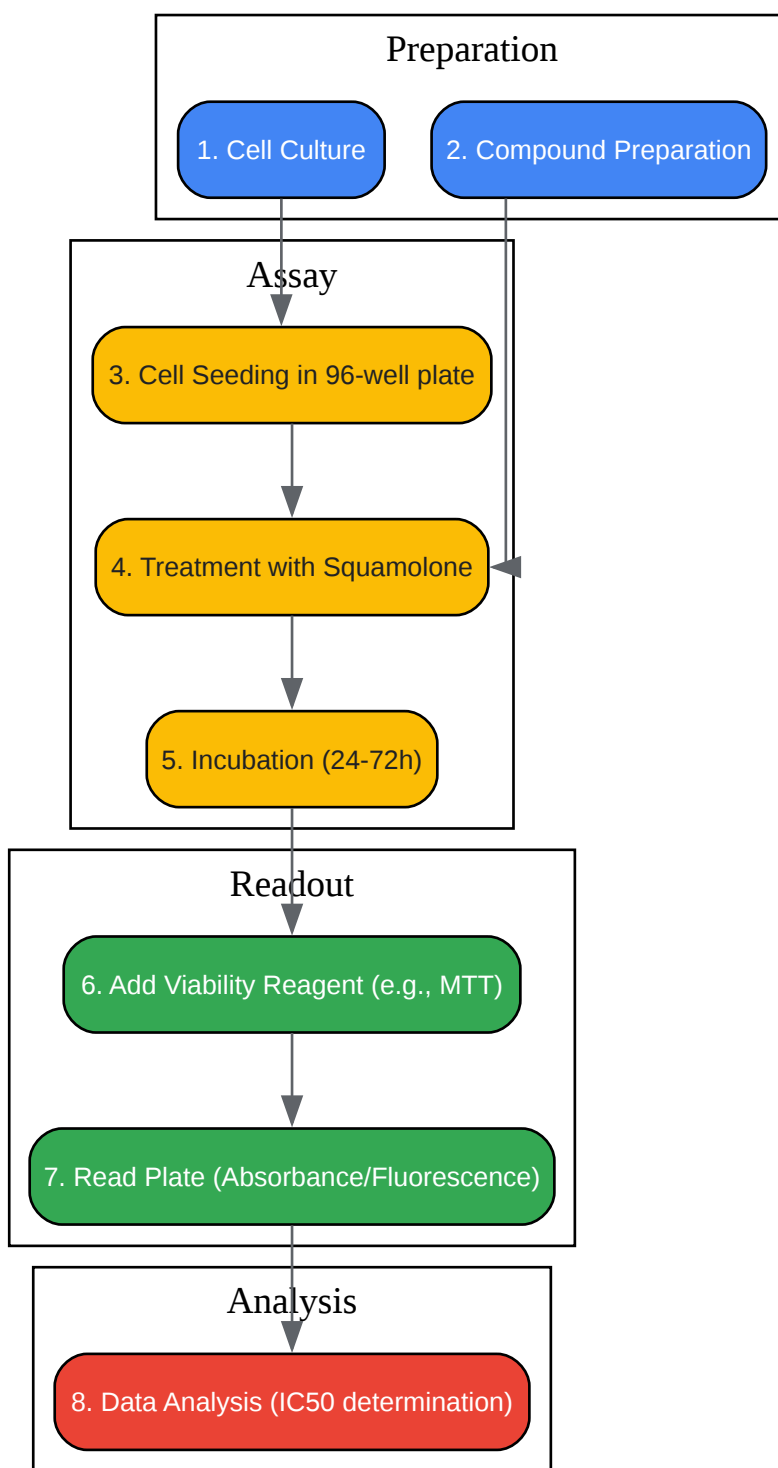 Preparation
1. Cell Culture
2. Compound Preparation
Assay
3. Cell Seeding in 96-well plate
4. Treatment with Squamolone
5. Incubation (24-72h)
Readout
6. Add Viability Reagent (e.g., MTT)
7. Read Plate (Absorbance/Fluorescence)
Analysis
8. Data Analysis (IC50 determination)